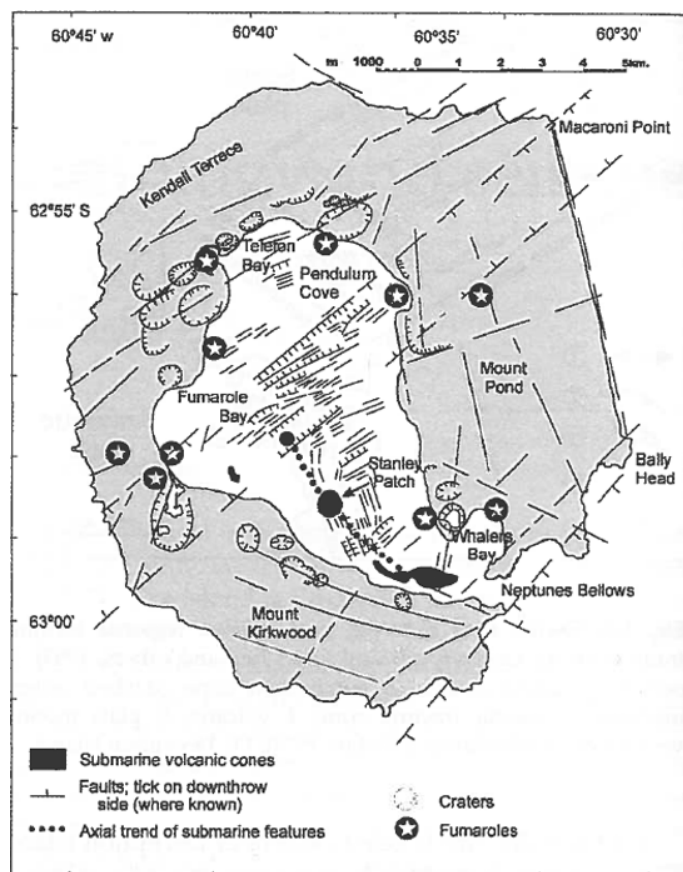 60°45' w
60°40'
60°35'
60°30'
m 1000 0 1 2 3 4 5km.
Macaroni Point
Kendall Terrace
62°55' S
Telefon
Bay
Pendulum
Cove
Mount
Pond
Fumarole
Bay
Stanley
Patch
Bally
Head
Whalers
Bay
Neptunes Bellows
63°00'
Mount
Kirkwood
Submarine volcanic cones
Faults; tick on downthrow
side (where known)
Axial trend of submarine features
Craters
Fumaroles